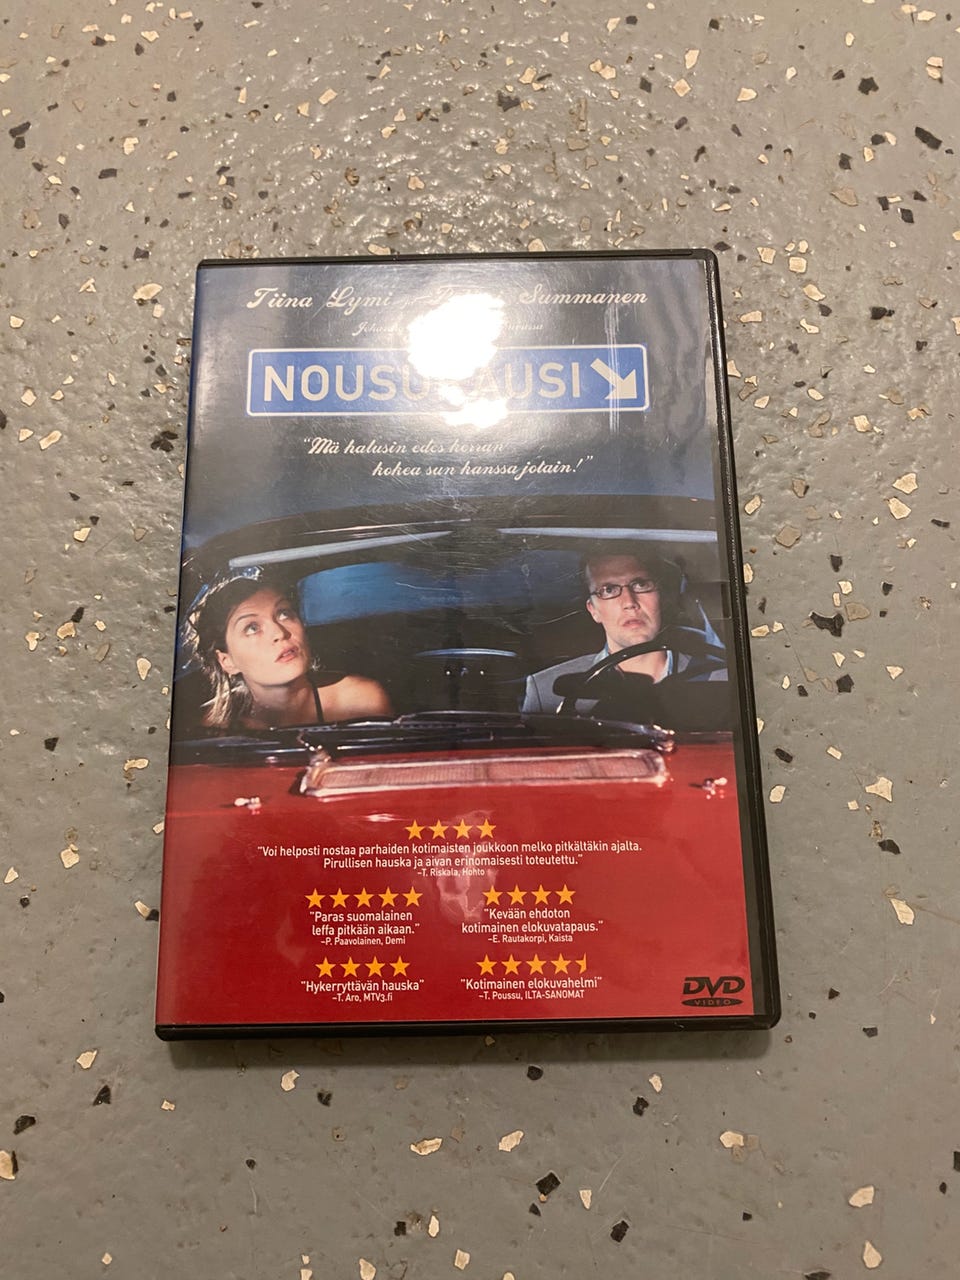 Tiina Lymi Summanen
NOUSUKAUSI
"Mä halusin edes kerran
kokea sun kanssa jotain!"
"Voi helposti nostaa parhaiden kotimaisten joukkoon melko pitkältäkin ajalta.
Pirullisen hauska ja aivan erinomaisesti toteutettu."
–T. Riskala, Hohto
"Paras suomalainen
leffa pitkään aikaan."
–P. Paavolainen, Demi
"Kevään ehdoton
kotimainen elokuvatapaus."
–E. Rautakorpi, Kaista
"Hykerryttävän hauska"
–T. Aro, MTV3.fi
"Kotimainen elokuvahelmi"
–T. Poussu, ILTA-SANOMAT
DVD
VIDEO